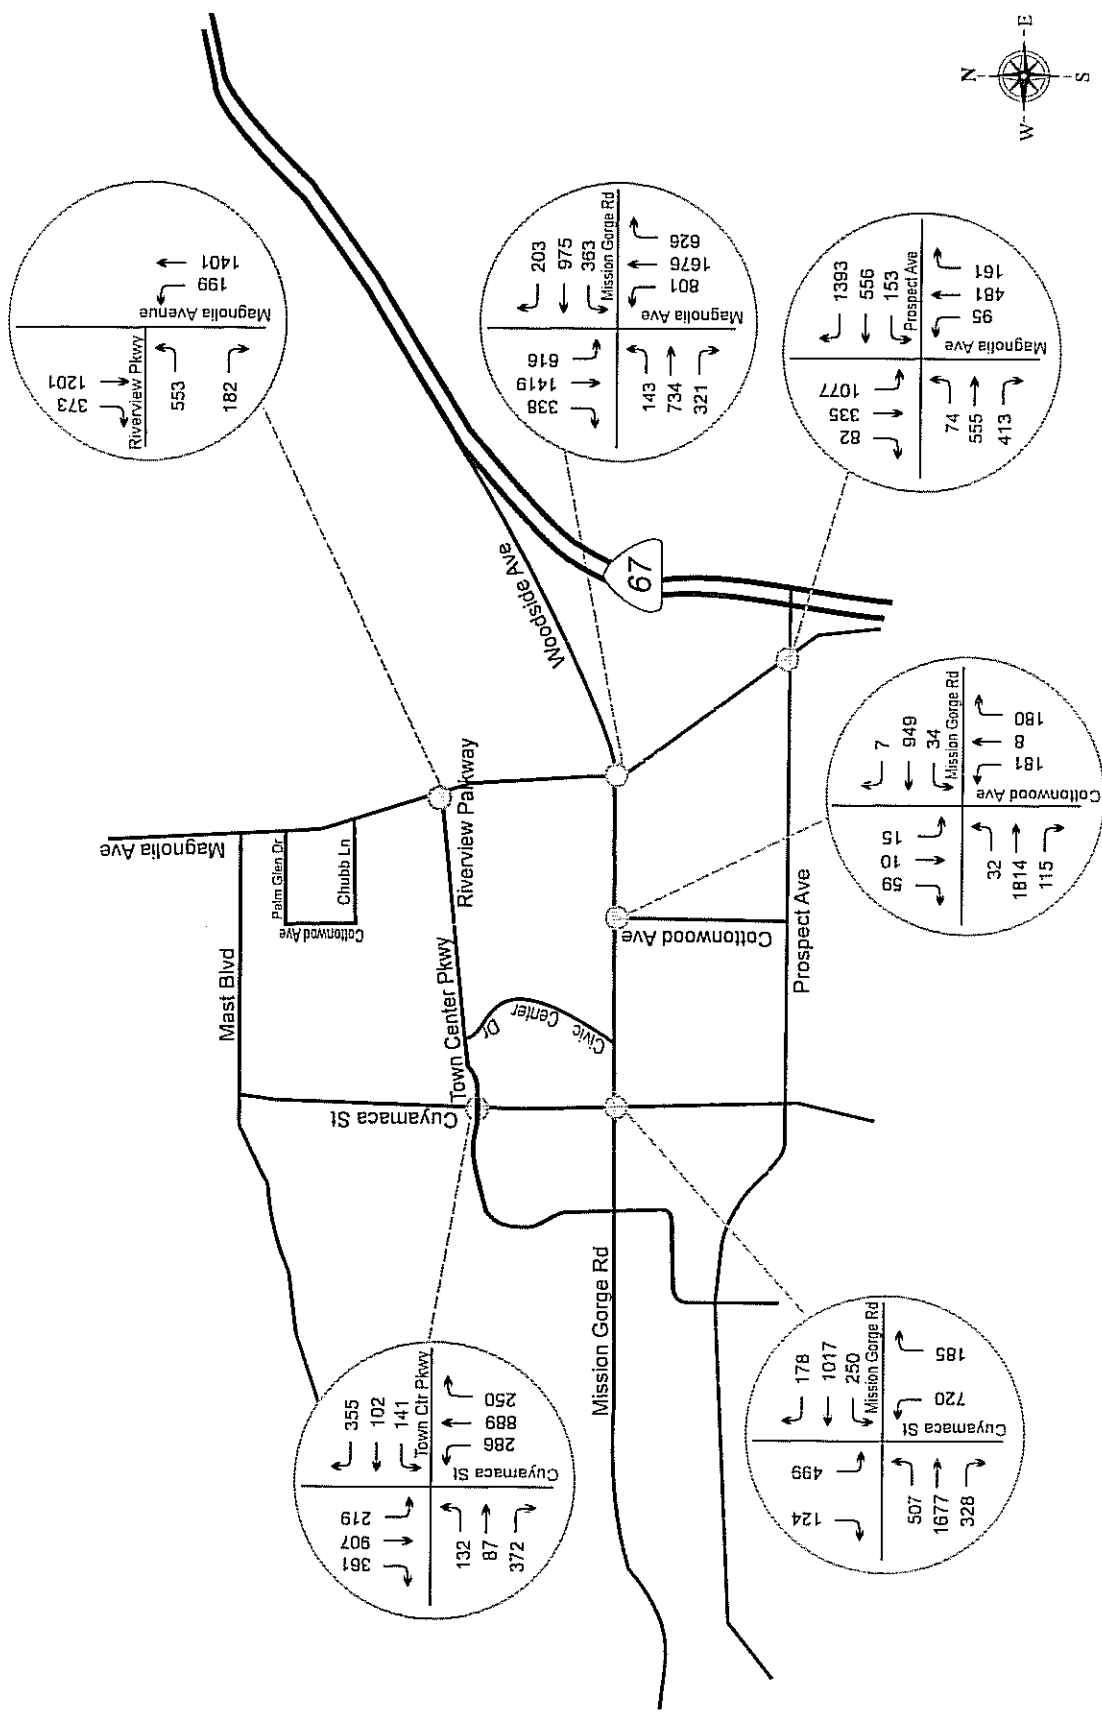 Riverview Pkwy
Magnolia Avenue
373
1201
553
182
199
1401
338
1419
616
203
975
363
Mission Gorge Rd
143
734
321
Magnolia Ave
801
1676
626
82
335
1077
1393
556
153
Prospect Ave
74
555
413
Magnolia Ave
95
481
161
59
10
15
7
949
34
Mission Gorge Rd
32
1814
115
Cottonwood Ave
181
8
180
124
499
178
1017
250
Mission Gorge Rd
507
1677
328
Cuyamaca St
720
185
361
907
219
355
102
141
Town Ctr Pkwy
132
87
372
Cuyamaca St
286
889
250
Magnolia Ave
Mast Blvd
Palm Glen Dr
Chubb Ln
Cottonwood Ave
Riverview Parkway
Town Center Pkwy
Cuyamaca St
Civic Center Dr
Woodside Ave
67
Mission Gorge Rd
Cottonwood Ave
Prospect Ave
N
W
E
S